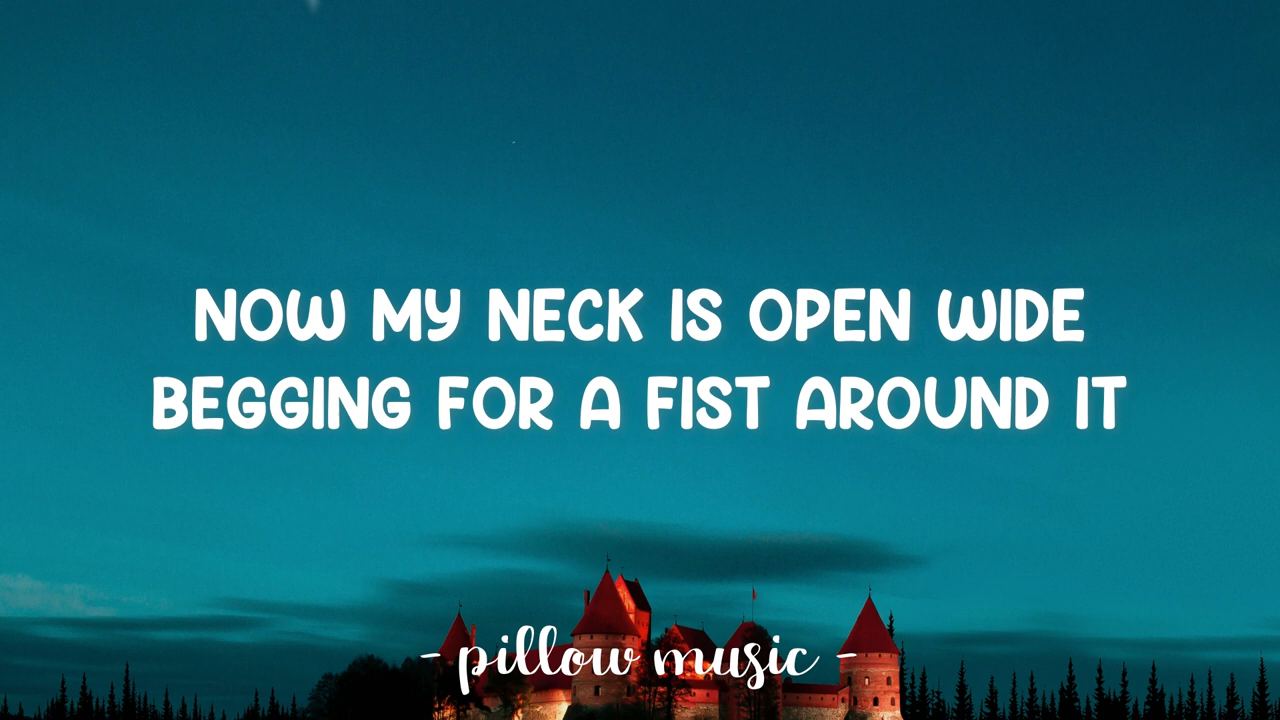 NOW MY NECK IS OPEN WIDE
BEGGING FOR A FIST AROUND IT
- pillow music -